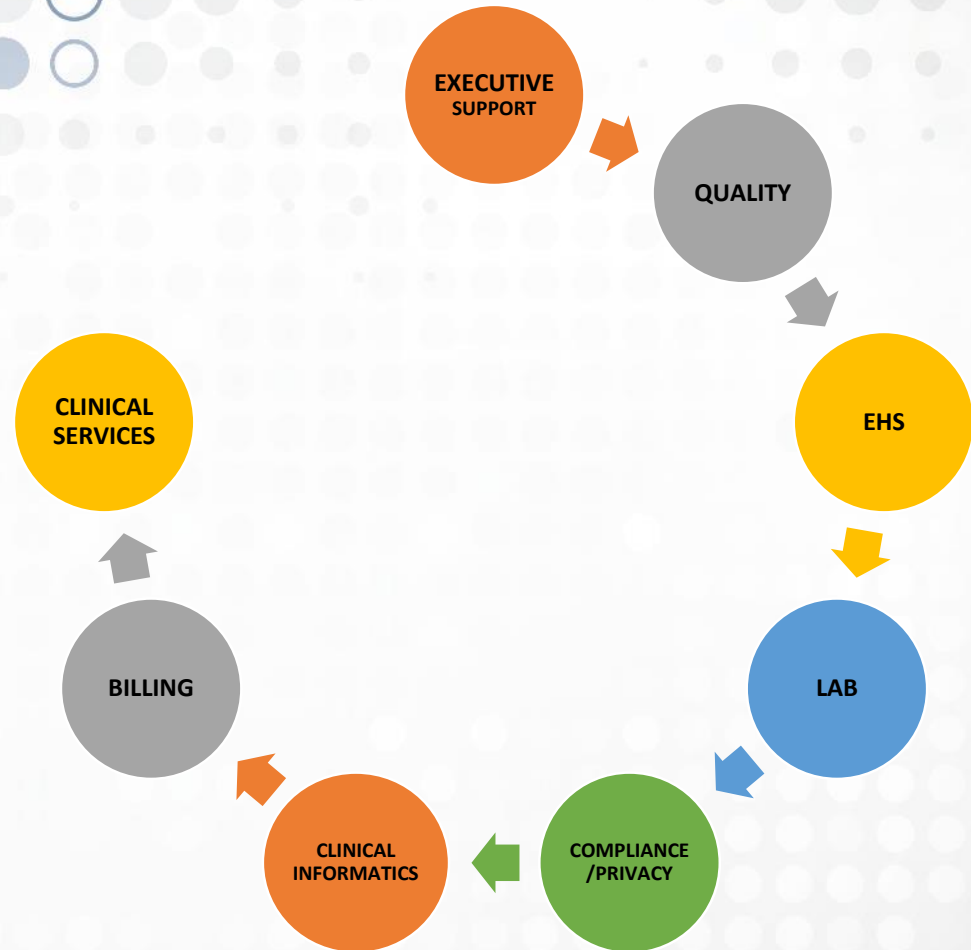 EXECUTIVE
SUPPORT
QUALITY
EHS
LAB
COMPLIANCE
/PRIVACY
CLINICAL
INFORMATICS
BILLING
CLINICAL
SERVICES